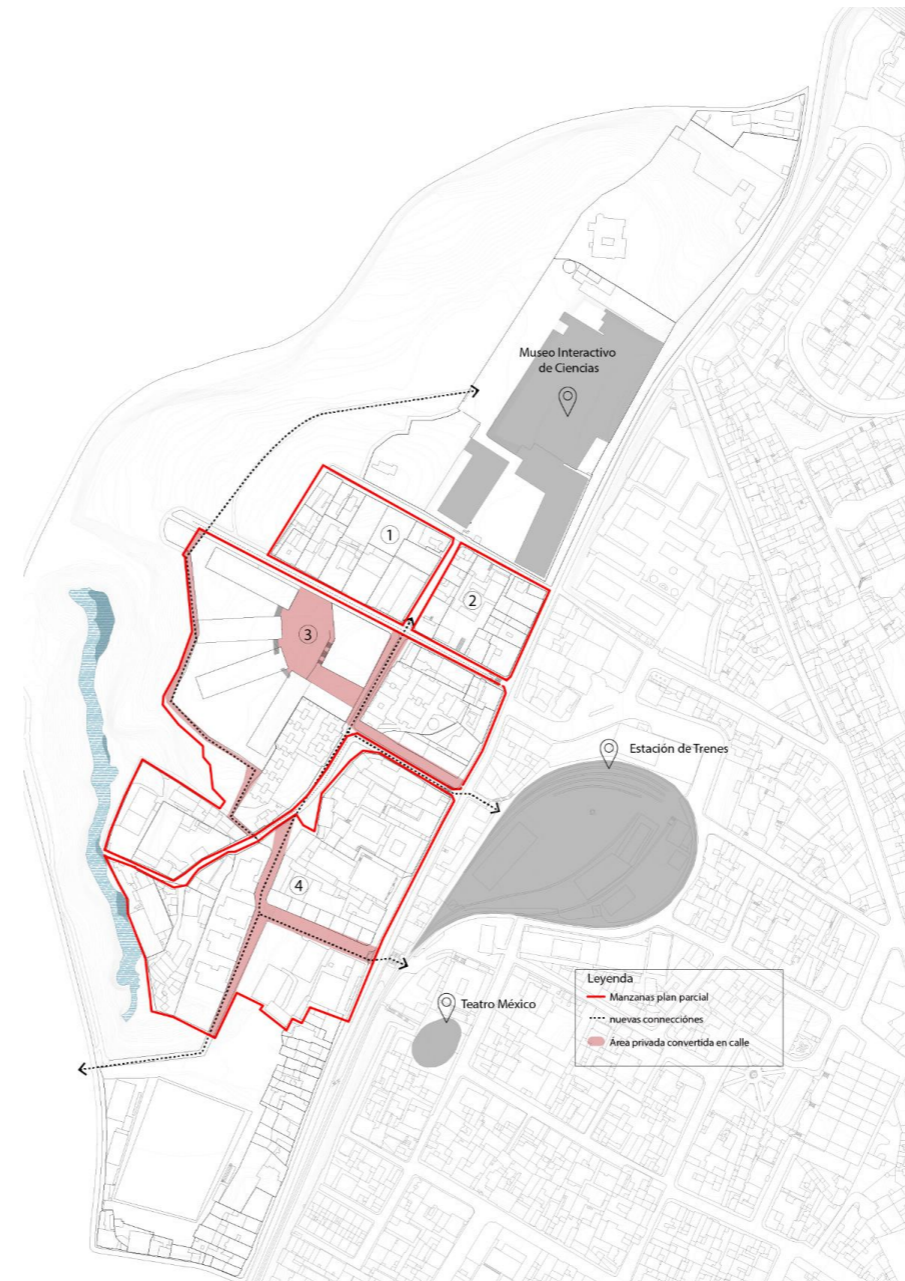 Museo Interactivo
de Ciencias
1
2
3
Estación de Trenes
4
Teatro México
Leyenda
Manzanas plan parcial
nuevas connecciónes
Área privada convertida en calle